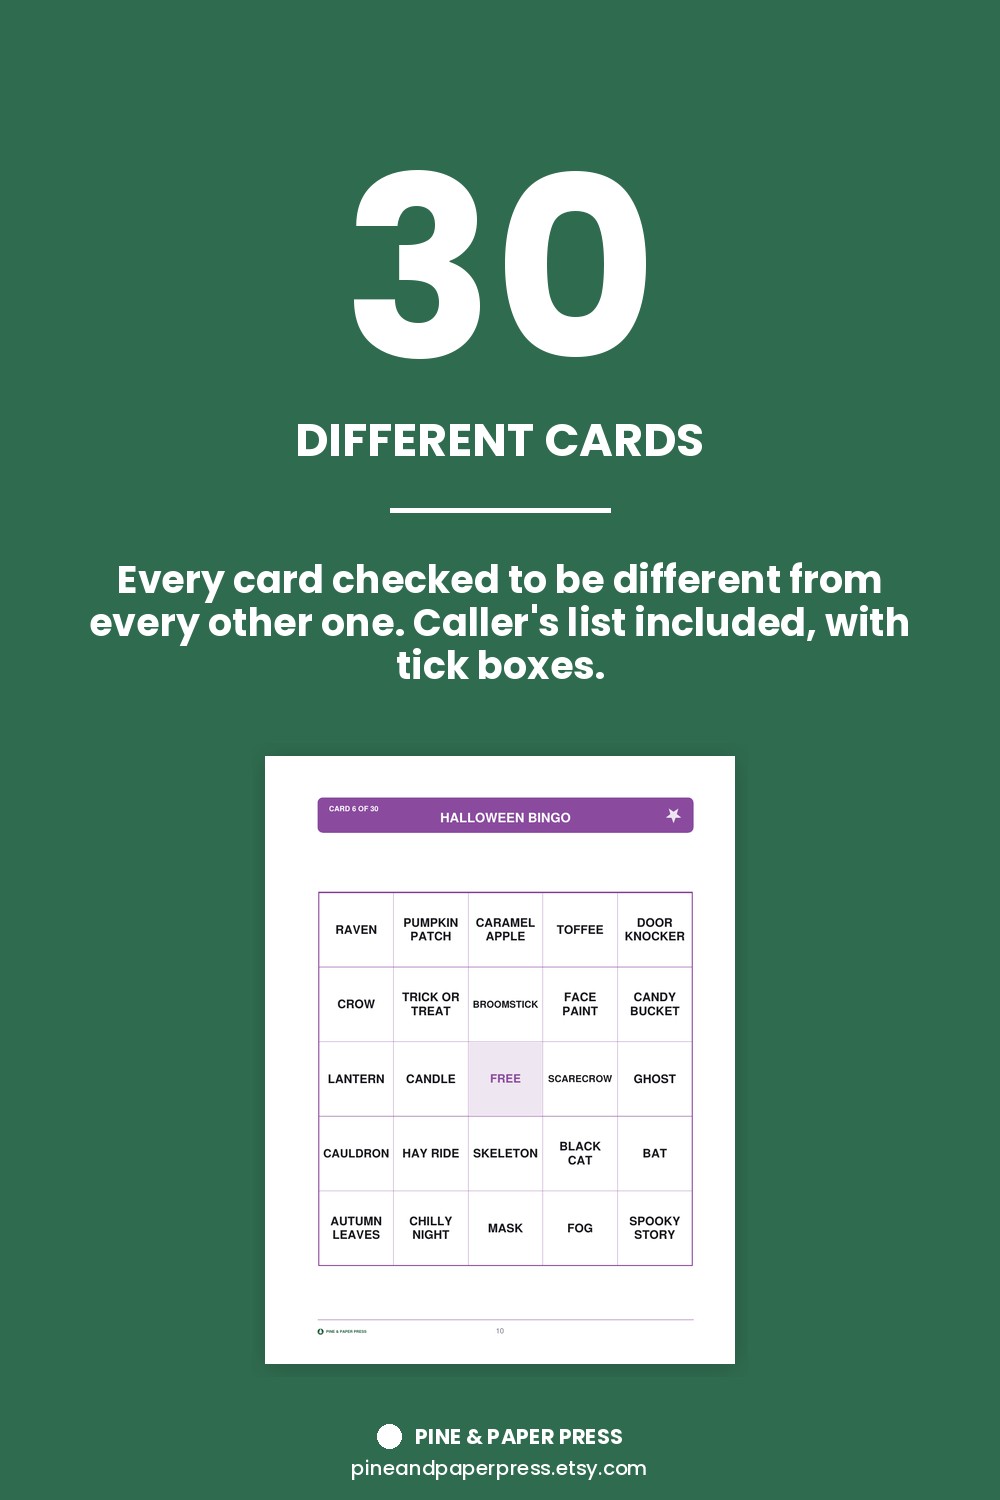 30
DIFFERENT CARDS
Every card checked to be different from
every other one. Caller's list included, with
tick boxes.
CARD 6 OF 30
HALLOWEEN BINGO
RAVEN
PUMPKIN
PATCH
CARAMEL
APPLE
TOFFEE
DOOR
KNOCKER
CROW
TRICK OR
TREAT
BROOMSTICK
FACE
PAINT
CANDY
BUCKET
LANTERN
CANDLE
FREE
SCARECROW
GHOST
CAULDRON
HAY RIDE
SKELETON
BLACK
CAT
BAT
AUTUMN
LEAVES
CHILLY
NIGHT
MASK
FOG
SPOOKY
STORY
PINE & PAPER PRESS
10
PINE & PAPER PRESS
pineandpaperpress.etsy.com